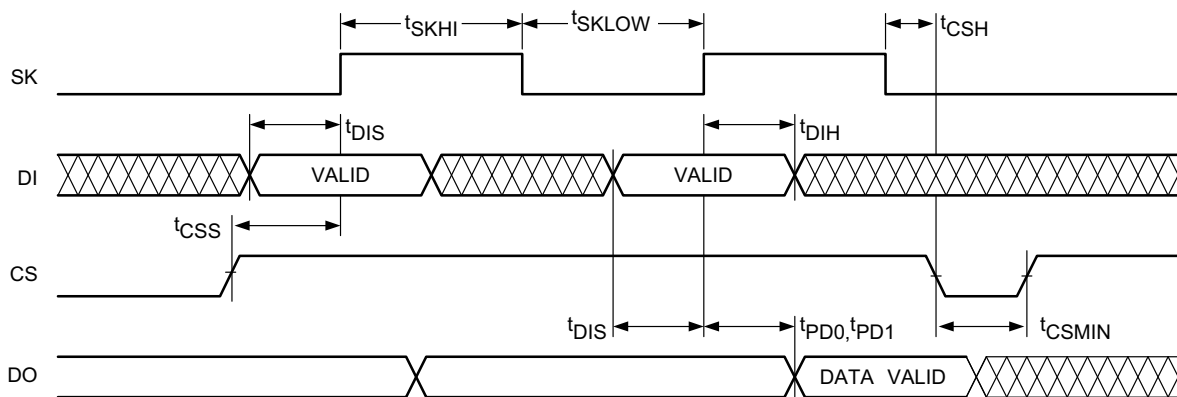 tSKHI tSKLOW tCSH
SK
tDIS tDIH
DI VALID VALID
tCSS
CS
tDIS tPD0,tPD1 tCSMIN
DO DATA VALID